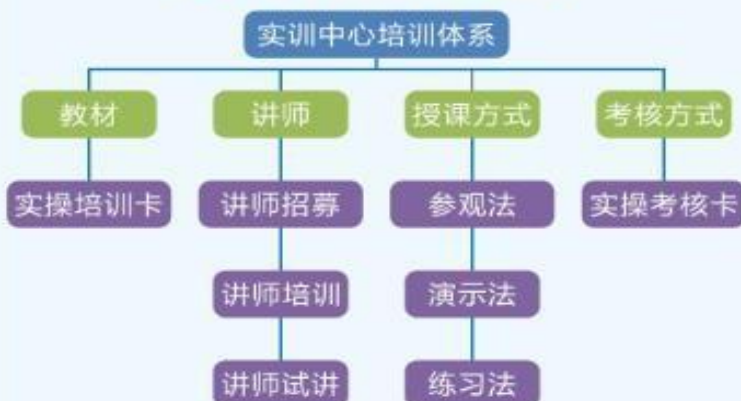 实训中心培训体系
教材
讲师
授课方式
考核方式
实操培训卡
讲师招募
参观法
实操考核卡
讲师培训
演示法
讲师试讲
练习法